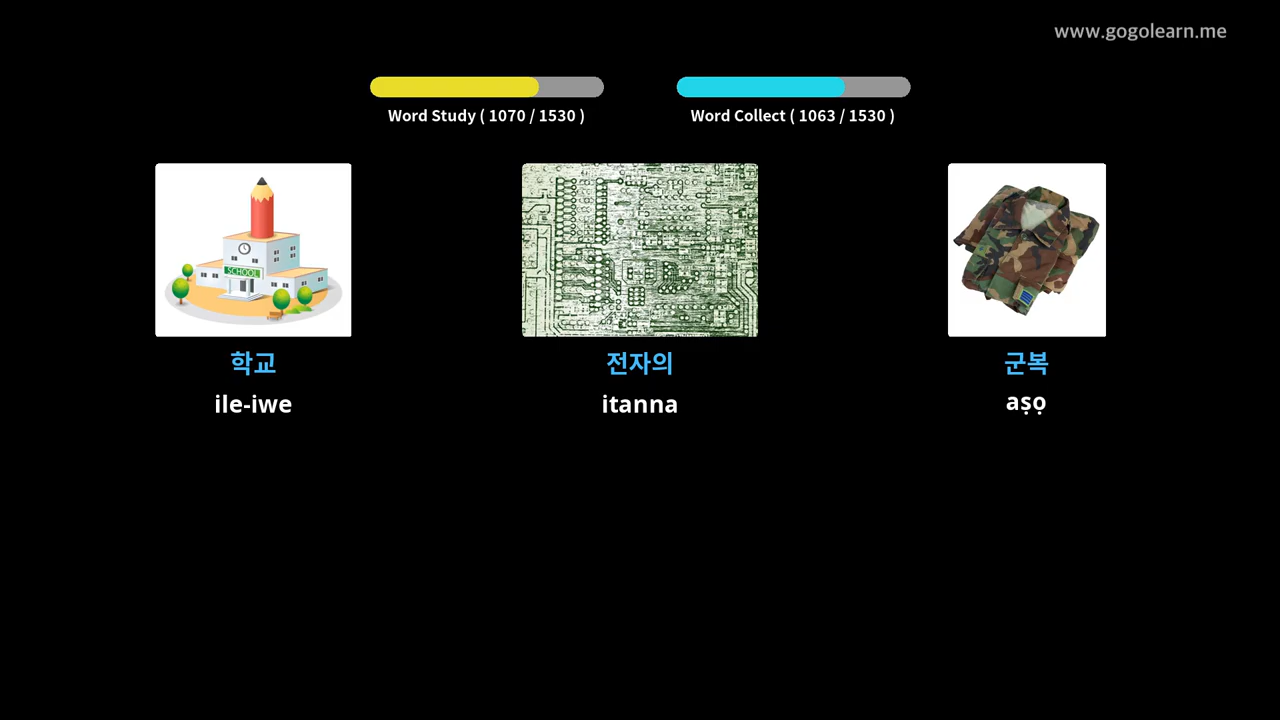 www.gogolearn.me
Word Study ( 1070 / 1530 )
Word Collect ( 1063 / 1530 )
SCHOOL
학교
전자의
군복
ile-iwe
itanna
aṣọ